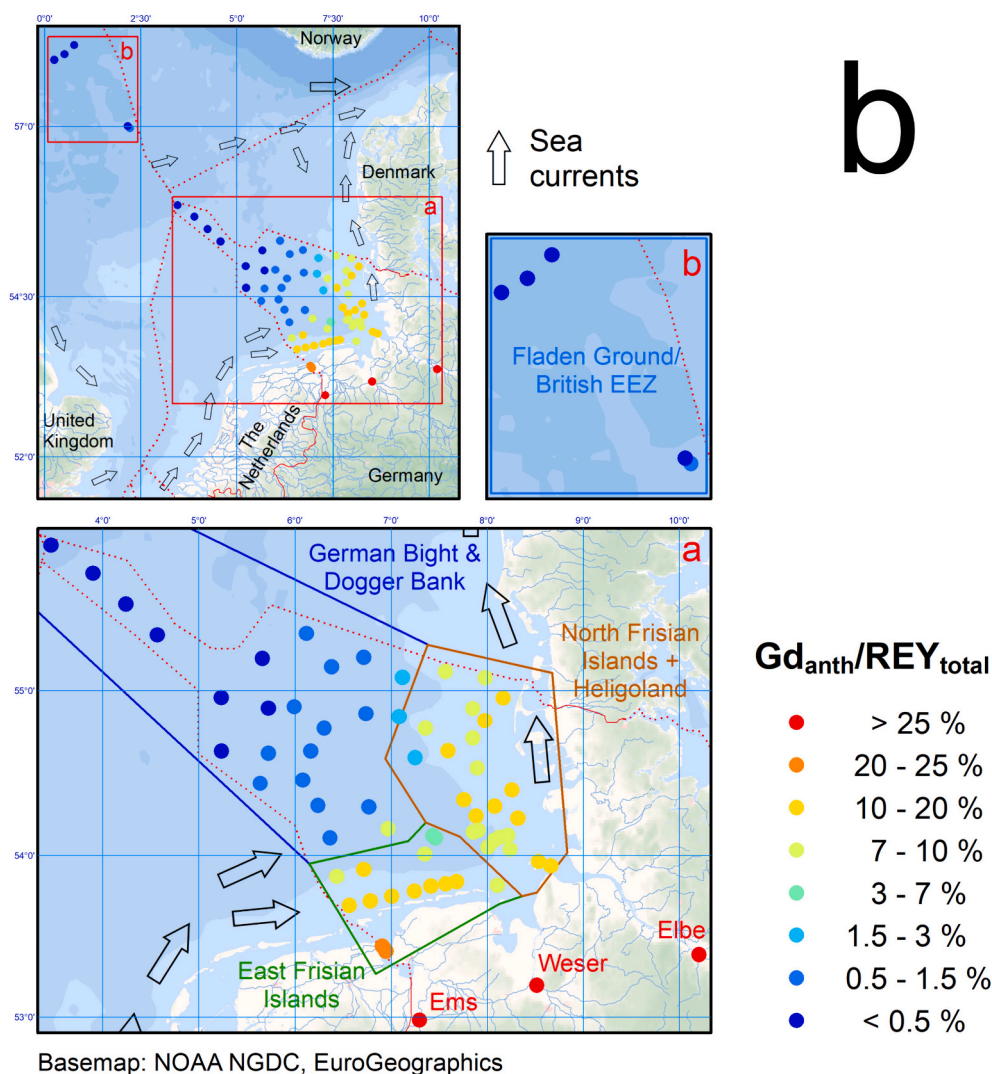 0°0'
2°30'
5°0'
7°30'
10°0'
Norway
b
b
57°0'
Sea
currents
Denmark
a
b
54°30'
Fladen Ground/
British EEZ
United
Kingdom
The
Netherlands
52°0'
Germany
4°0'
5°0'
6°0'
7°0'
8°0'
9°0'
10°0'
German Bight &
Dogger Bank
a
North Frisian
Islands +
Heligoland
Gdanth/REYtotal
55°0'
> 25 %
20 - 25 %
10 - 20 %
7 - 10 %
54°0'
3 - 7 %
1.5 - 3 %
Elbe
East Frisian
Islands
Weser
0.5 - 1.5 %
Ems
< 0.5 %
53°0'
Basemap: NOAA NGDC, EuroGeographics